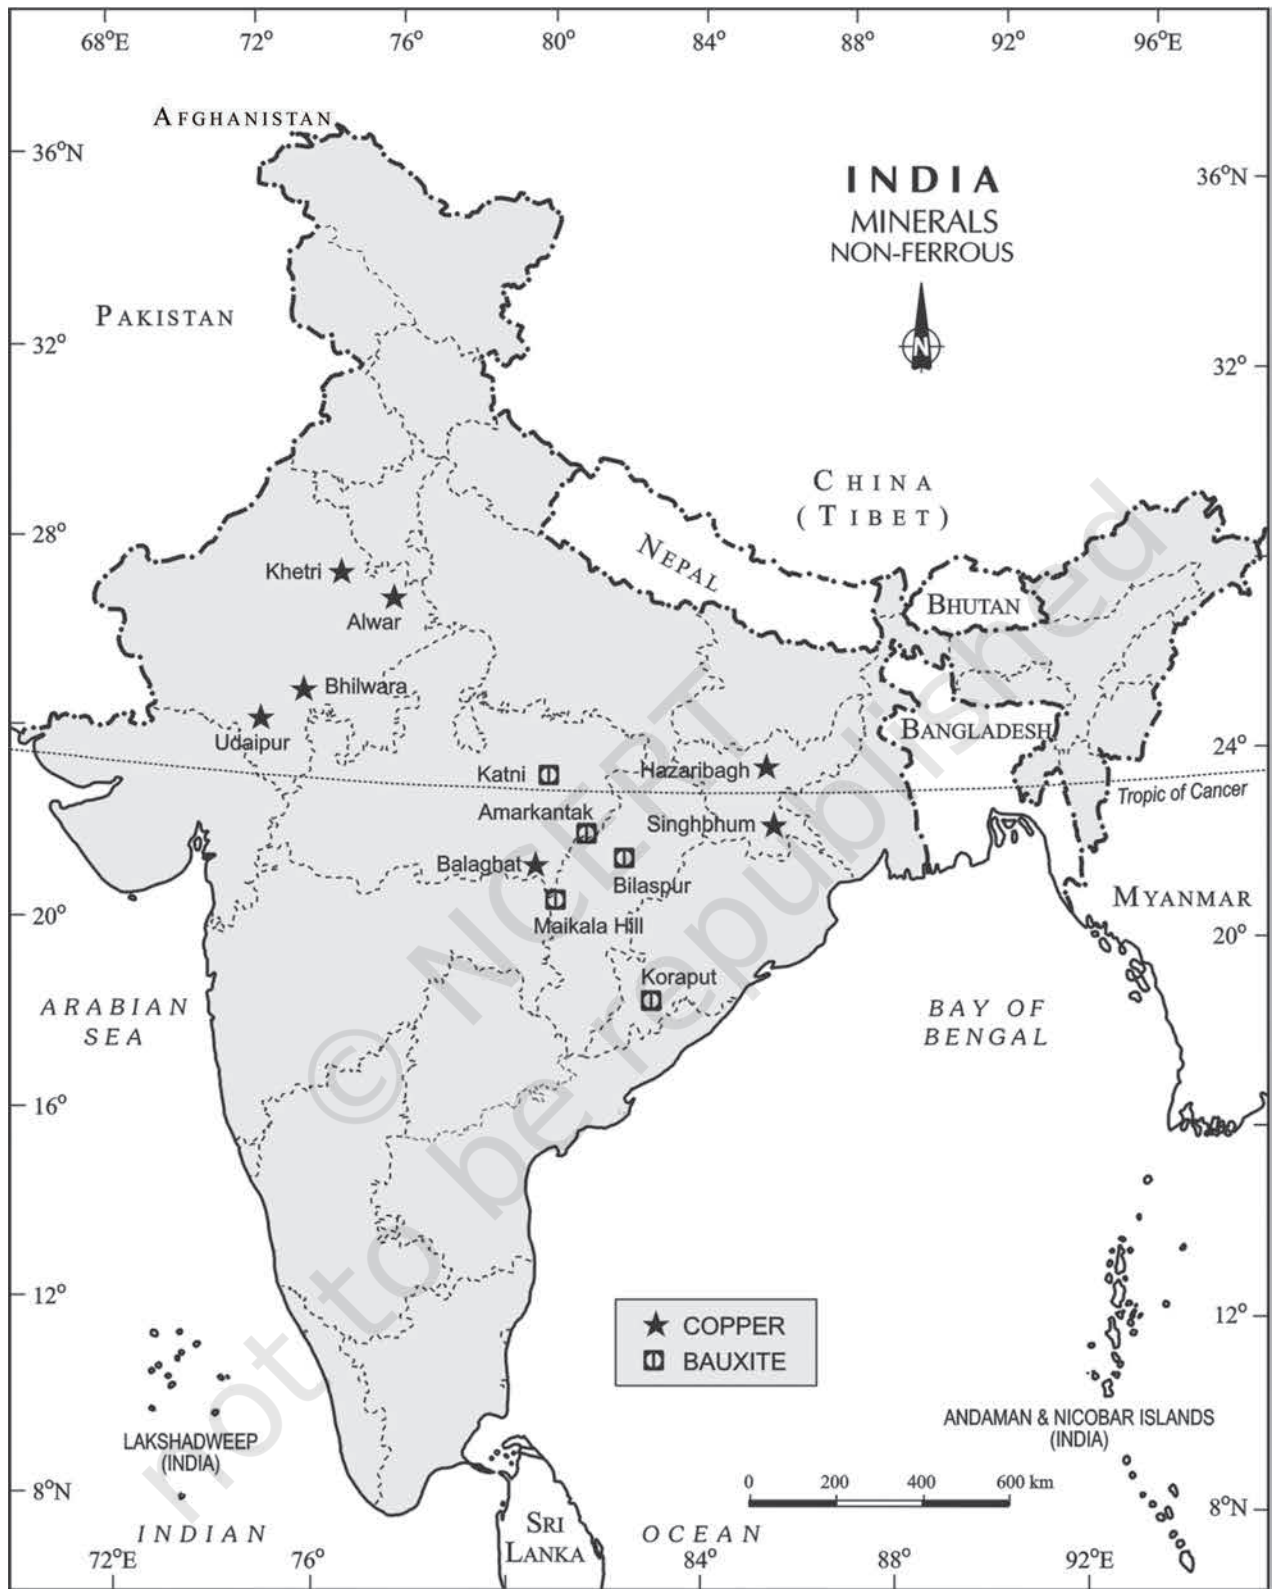 68°E 72° 76° 80° 84° 88° 92° 96°E
AFGHANISTAN
36°N
36°N
INDIA
MINERALS
NON-FERROUS
N
PAKISTAN
32°
32°
CHINA
(TIBET)
28°
NEPAL
Khetri
BHUTAN
Alwar
Bhilwara
Udaipur
BANGLADESH
24°
Katni
Hazaribagh
Tropic of Cancer
Amarkantak
Singhbhum
Balaghat
Bilaspur
MYANMAR
20°
Maikala Hill
20°
Koraput
ARABIAN
SEA
BAY OF
BENGAL
16°
12°
12°
COPPER
BAUXITE
LAKSHADWEEP
(INDIA)
ANDAMAN & NICOBAR ISLANDS
(INDIA)
0 200 400 600 km
8°N
8°N
INDIAN OCEAN
SRI
LANKA
72°E 76° 84° 88° 92°E
© NCERT
not to be republished